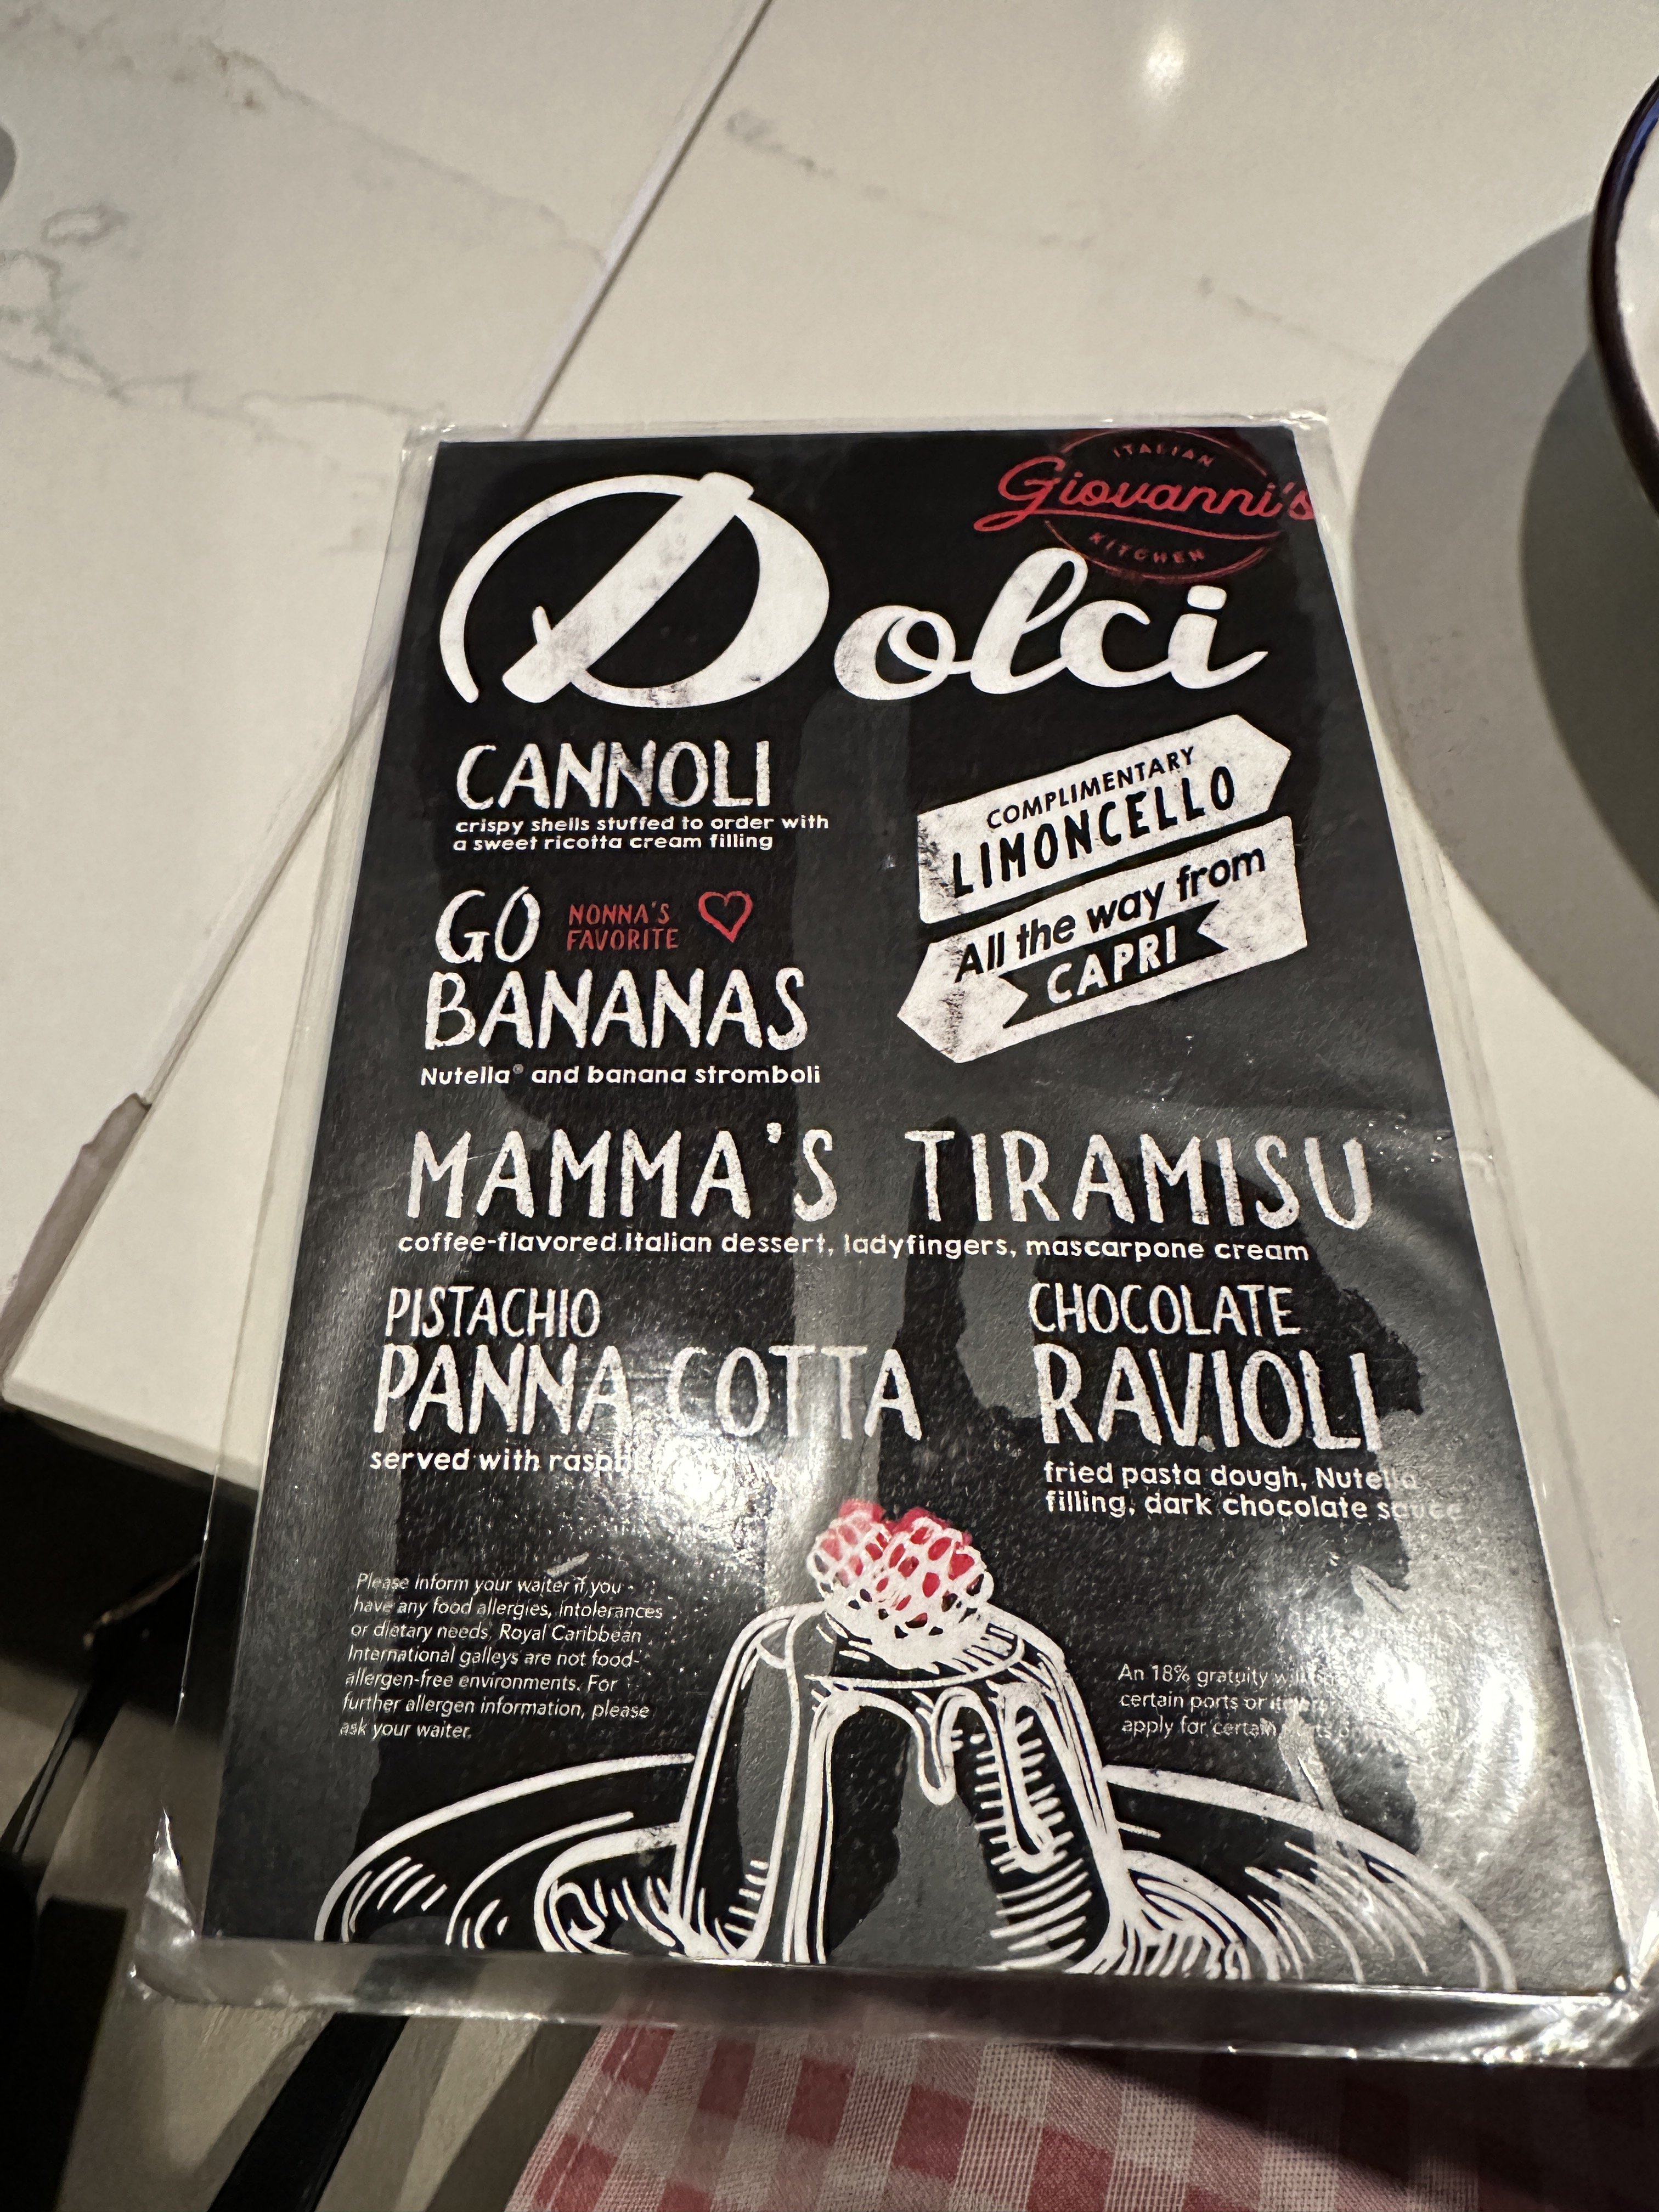 ITALIAN
Giovanni's
KITCHEN
Dolci
CANNOLI
crispy shells stuffed to order with
a sweet ricotta cream filling
COMPLIMENTARY
LIMONCELLO
All the way from
CAPRI
GO
NONNA'S
FAVORITE
BANANAS
Nutella® and banana stromboli
MAMMA'S TIRAMISU
coffee-flavored Italian dessert, ladyfingers, mascarpone cream
PISTACHIO
PANNA COTTA
served with
CHOCOLATE
RAVIOLI
fried pasta dough, Nutella
filling, dark chocolate sauce
Please inform your waiter if you
have any food allergies, intolerances
or dietary needs. Royal Caribbean
International galleys are not food-
allergen-free environments. For
further allergen information, please
ask your waiter.
An 18% gratuity will
certain ports or
apply for certain